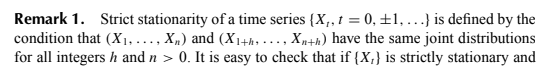 Remark 1. Strict stationarity of a time series {X_t, t = 0, ±1, . . .} is defined by the
condition that (X_1, . . . , X_n) and (X_{1+h}, . . . , X_{n+h}) have the same joint distributions
for all integers h and n > 0. It is easy to check that if {X_t} is strictly stationary and